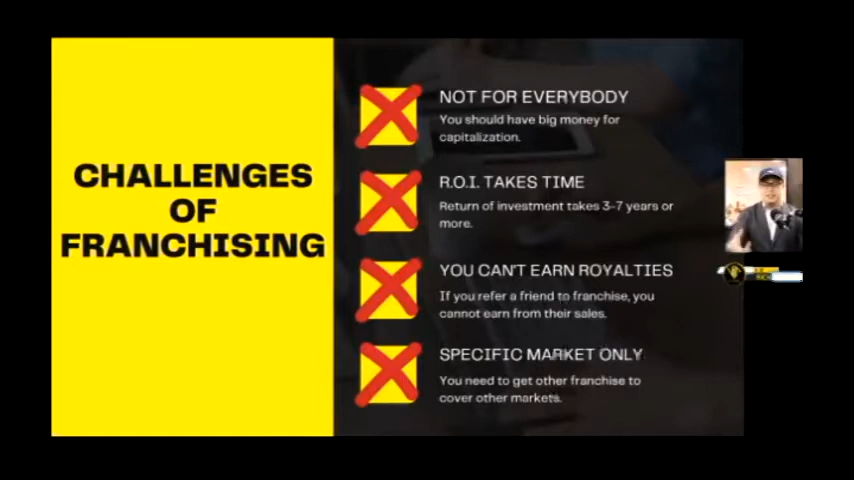 CHALLENGES
OF
FRANCHISING
NOT FOR EVERYBODY
You should have big money for
capitalization.
R.O.I. TAKES TIME
Return of investment takes 3-7 years or
more.
YOU CAN'T EARN ROYALTIES
If you refer a friend to franchise, you
cannot earn from their sales.
SPECIFIC MARKET ONLY
You need to get other franchise to
cover other markets.